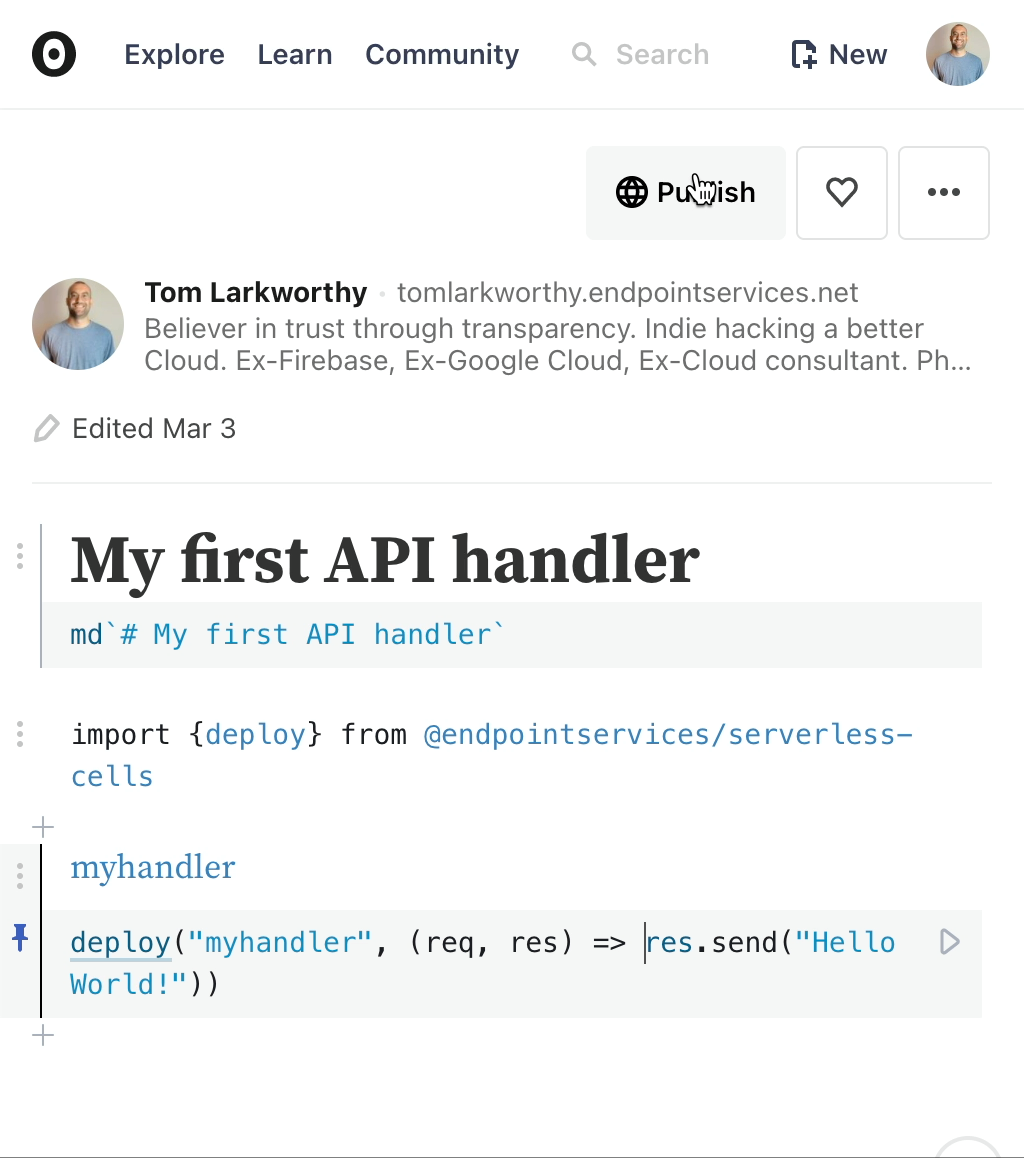 Explore Learn Community Search New
Publish
Tom Larkworthy • tomlarkworthy.endpointservices.net
Believer in trust through transparency. Indie hacking a better
Cloud. Ex-Firebase, Ex-Google Cloud, Ex-Cloud consultant. Ph...
Edited Mar 3
My first API handler
md`# My first API handler`
import {deploy} from @endpointservices/serverless-
cells
myhandler
deploy("myhandler", (req, res) => res.send("Hello
World!"))